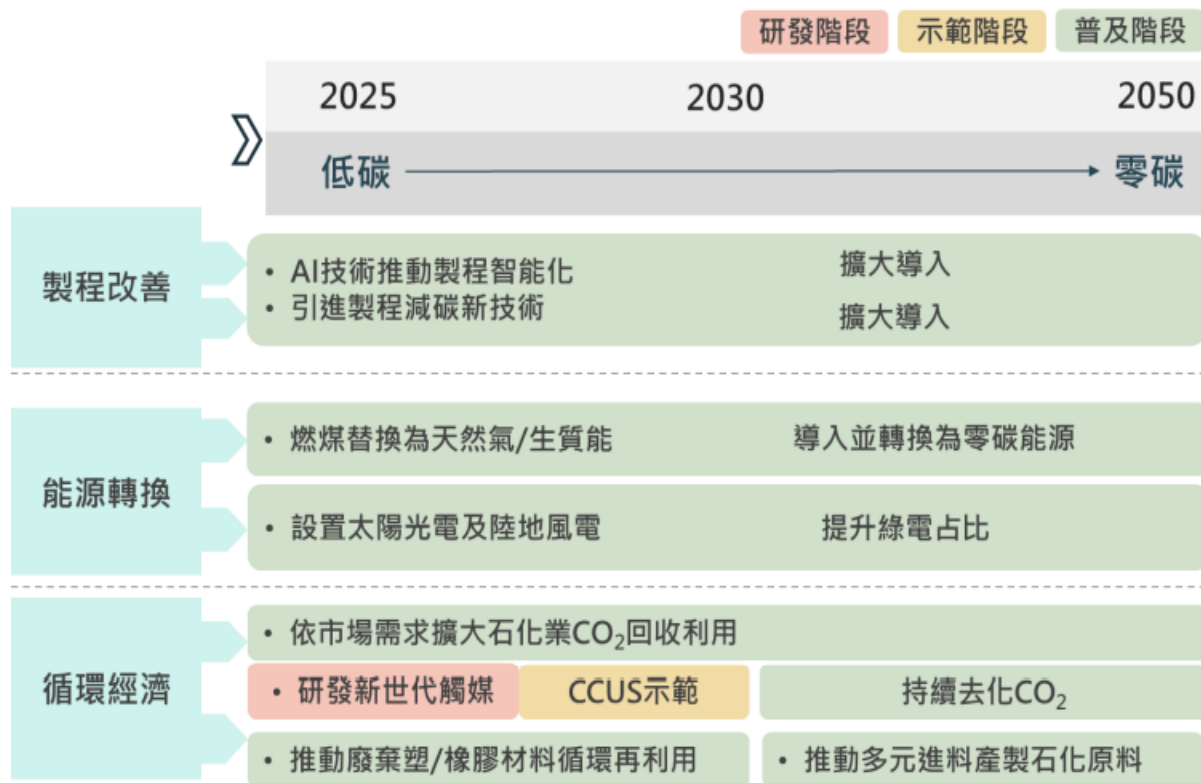 研發階段 示範階段 普及階段
2025 2030 2050
低碳 零碳
製程改善
• AI技術推動製程智能化 擴大導入
• 引進製程減碳新技術 擴大導入
能源轉換
• 燃煤替換為天然氣/生質能 導入並轉換為零碳能源
• 設置太陽光電及陸地風電 提升綠電占比
循環經濟
• 依市場需求擴大石化業CO₂回收利用
• 研發新世代觸媒 CCUS示範 持續去化CO₂
• 推動廢棄塑/橡膠材料循環再利用 • 推動多元進料產製石化原料